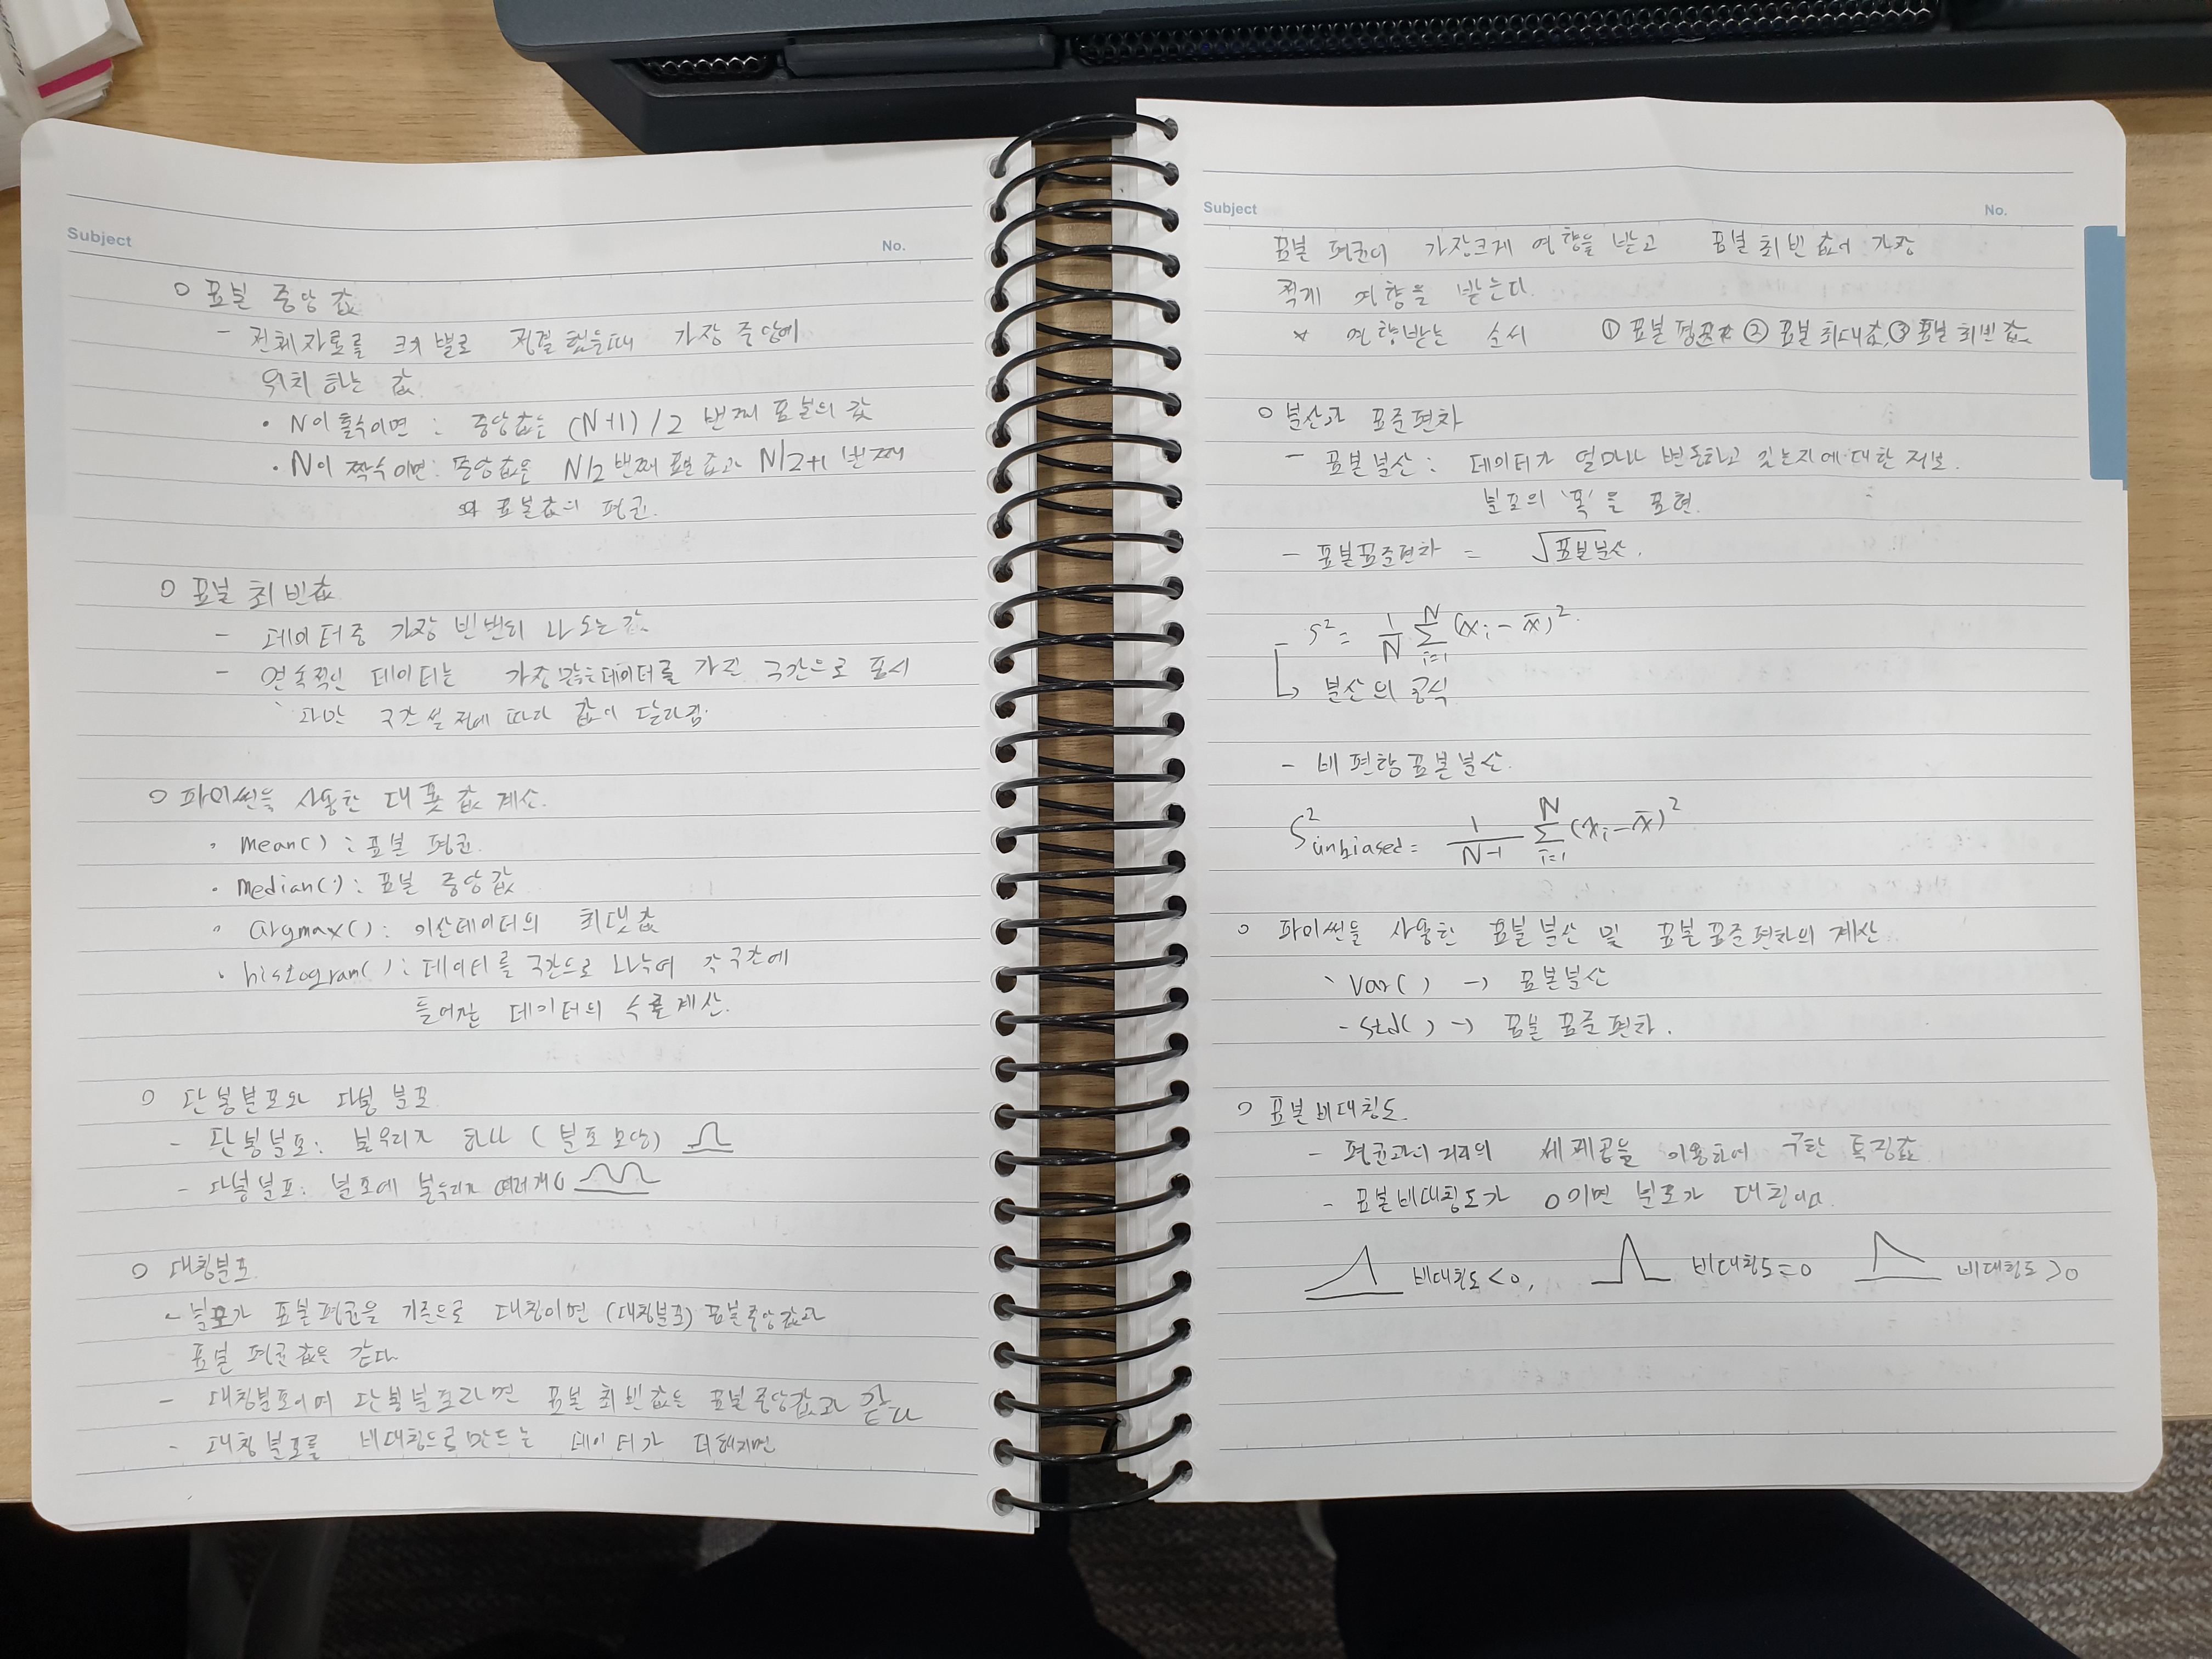 Subject
No.
○ 표본 중앙값
- 전체자료를 크기 별로 정렬 했을때 가장 중앙에
위치 하는 값
• N이 홀수이면 : 중앙값은 (N+1)/2 번째 표본의 값
• N이 짝수이면: 중앙값은 N/2 번째 표본 값과 N/2+1 번째
의 표본값의 평균.
○ 표본 최빈값
- 데이터중 가장 빈번히 나오는 값
- 연속적인 데이터는 가장많은데이터를 가진 구간으로 표시
` 다만 구간설정에 따라 값이 달라짐.
○ 파이썬을 사용한 대푯값 계산.
• mean() : 표본 평균.
• median() : 표본 중앙값
• argmax() : 이산데이터의 최댓값
• histogram() : 데이터를 구간으로 나누어 각 구간에
들어가는 데이터의 수를계산.
○ 단봉분포와 다봉분포
- 단봉분포: 봉우리가 하나 (분포 모양)
- 다봉분포: 분포에 봉우리가 여러개
○ 대칭분포
- 분포가 표본평균을 기준으로 대칭이면 (대칭분포) 표본중앙값과
표본 평균값은 같다
- 대칭분포이며 단봉분포라면 표본 최빈값은 표본중앙값과 같다
- 대칭분포를 비대칭으로만드는 데이터가 더해지면
Subject
No.
표본 평균이 가장크게 영향을 받고 표본 최빈값이 가장
적게 영향을 받는다.
* 영향받는 순서 ① 표본 평균 ② 표본 최대값, ③ 표본 최빈값
○ 분산과 표준편차
- 표본분산 : 데이터가 얼마나 변동하고 있는지에대한 정보.
분포의 '폭'을 표현.
- 표본표준편차 = √표본분산.
- s² = 1/N Σ_{i=1}^{N} (xᵢ - x̄)².
↳ 분산의 공식
- 비편향표본분산.
S²unbiased = 1/(N-1) Σ_{i=1}^{N} (xᵢ - x̄)²
○ 파이썬을 사용한 표본분산 및 표본표준편차의 계산
` var() → 표본분산
- std() → 표본 표준편차.
○ 표본비대칭도.
- 평균과의 거리의 세제곱을 이용하여 구한 특징값
- 표본비대칭도가 0이면 분포가 대칭이다.
비대칭도<0, 비대칭도=0 비대칭도>0